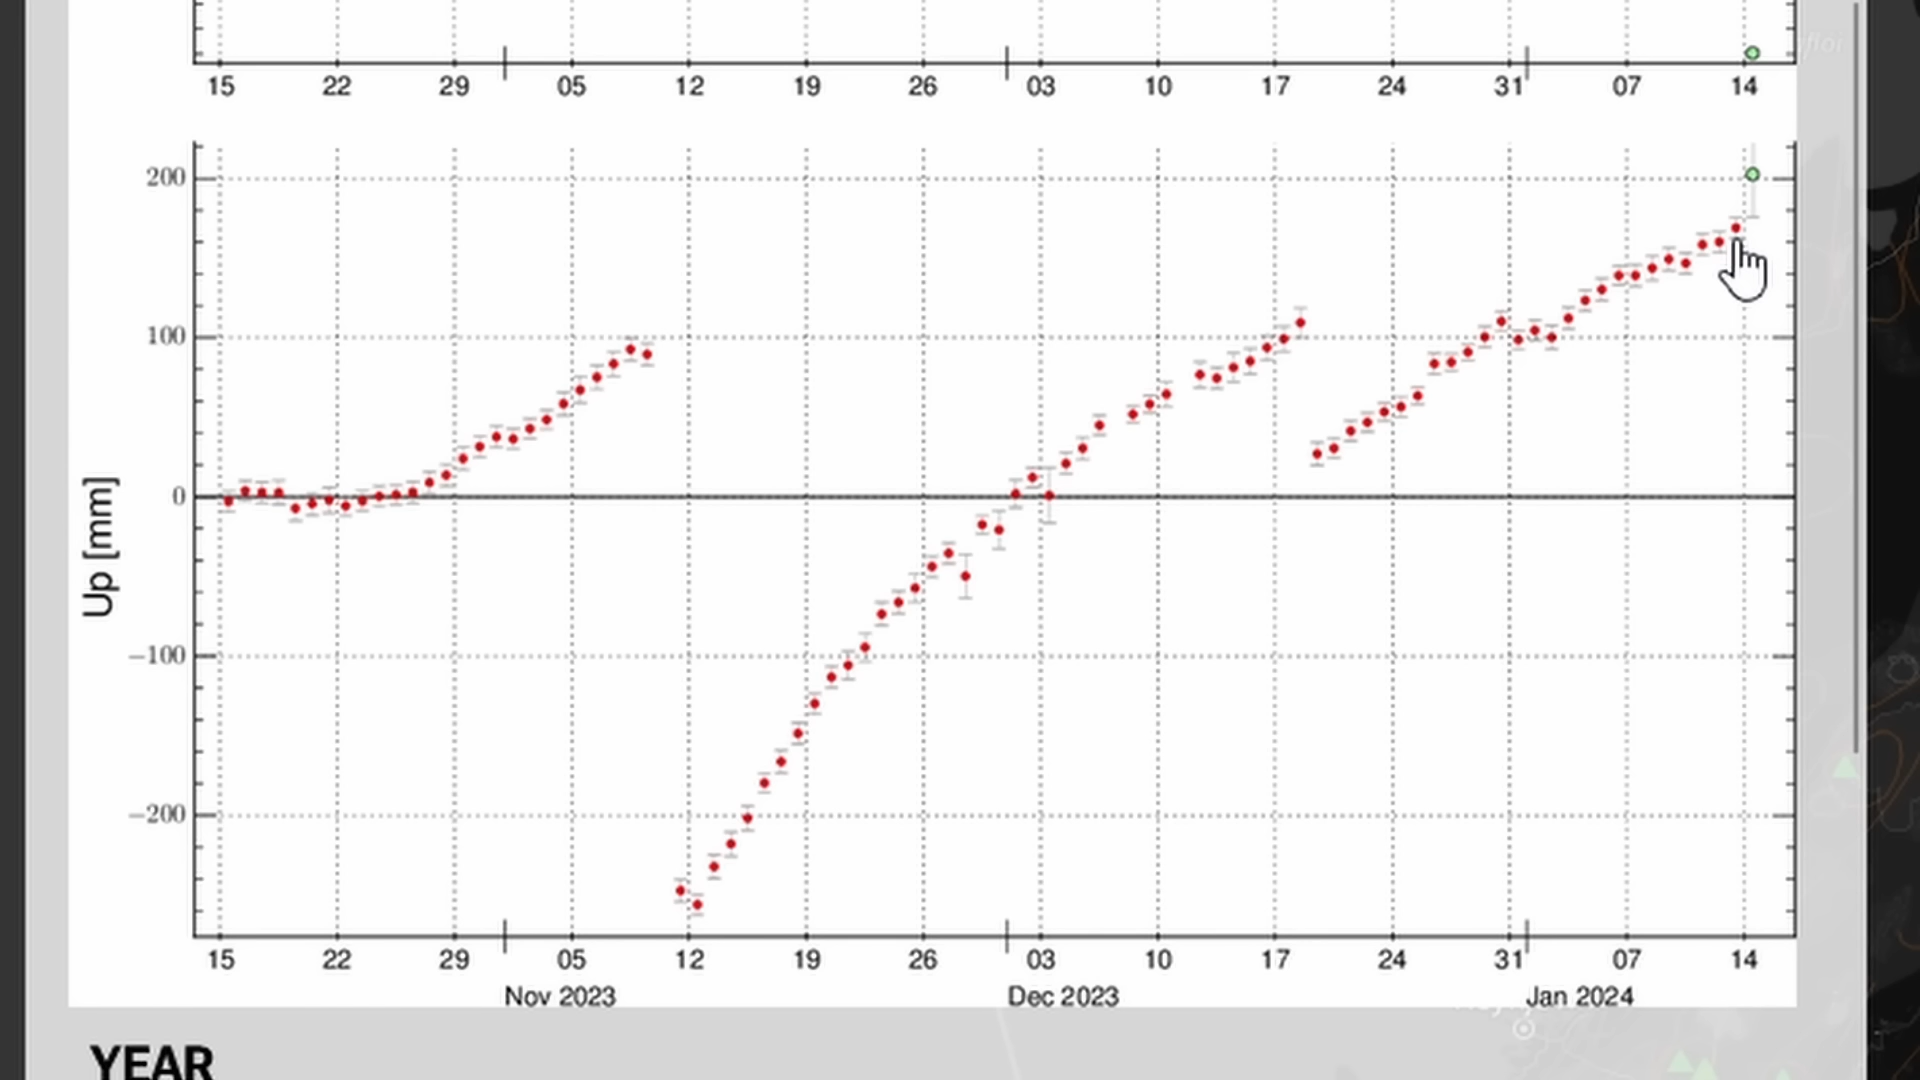 15 22 29 05 12 19 26 03 10 17 24 31 07 14
200
100
0
−100
−200
Up [mm]
15 22 29 05 12 19 26 03 10 17 24 31 07 14
Nov 2023 Dec 2023 Jan 2024
YEAR